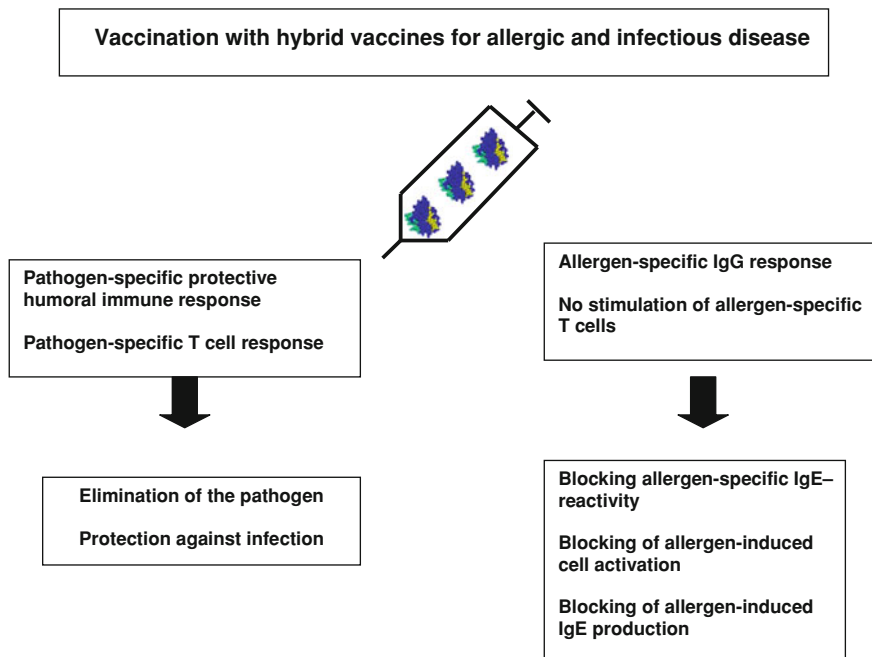 Vaccination with hybrid vaccines for allergic and infectious disease
Pathogen-specific protective
humoral immune response
Pathogen-specific T cell response
Allergen-specific IgG response
No stimulation of allergen-specific
T cells
Elimination of the pathogen
Protection against infection
Blocking allergen-specific IgE–
reactivity
Blocking of allergen-induced
cell activation
Blocking of allergen-induced
IgE production